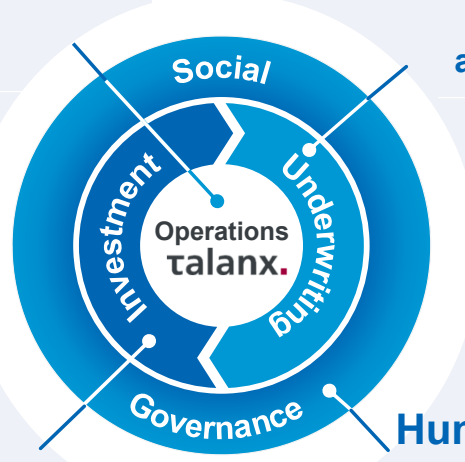 a
Social
Investment
Underwriting
Operations
talanx.
Governance
Hur